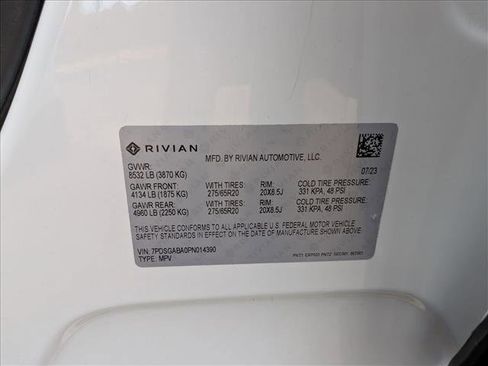 RIVIAN
MFD. BY RIVIAN AUTOMOTIVE, LLC.
07/23
GVWR:
8532 LB (3870 KG)
GAWR FRONT: WITH TIRES: RIM: COLD TIRE PRESSURE:
4134 LB (1875 KG) 275/65R20 20X8.5J 331 KPA, 48 PSI
GAWR REAR: WITH TIRES: RIM: COLD TIRE PRESSURE:
4960 LB (2250 KG) 275/65R20 20X8.5J 331 KPA, 48 PSI
THIS VEHICLE CONFORMS TO ALL APPLICABLE U.S. FEDERAL MOTOR VEHICLE
SAFETY STANDARDS IN EFFECT ON THE DATE OF MANUFACTURE SHOWN ABOVE.
VIN: 7PDSGABA0PN014390
TYPE: MPV